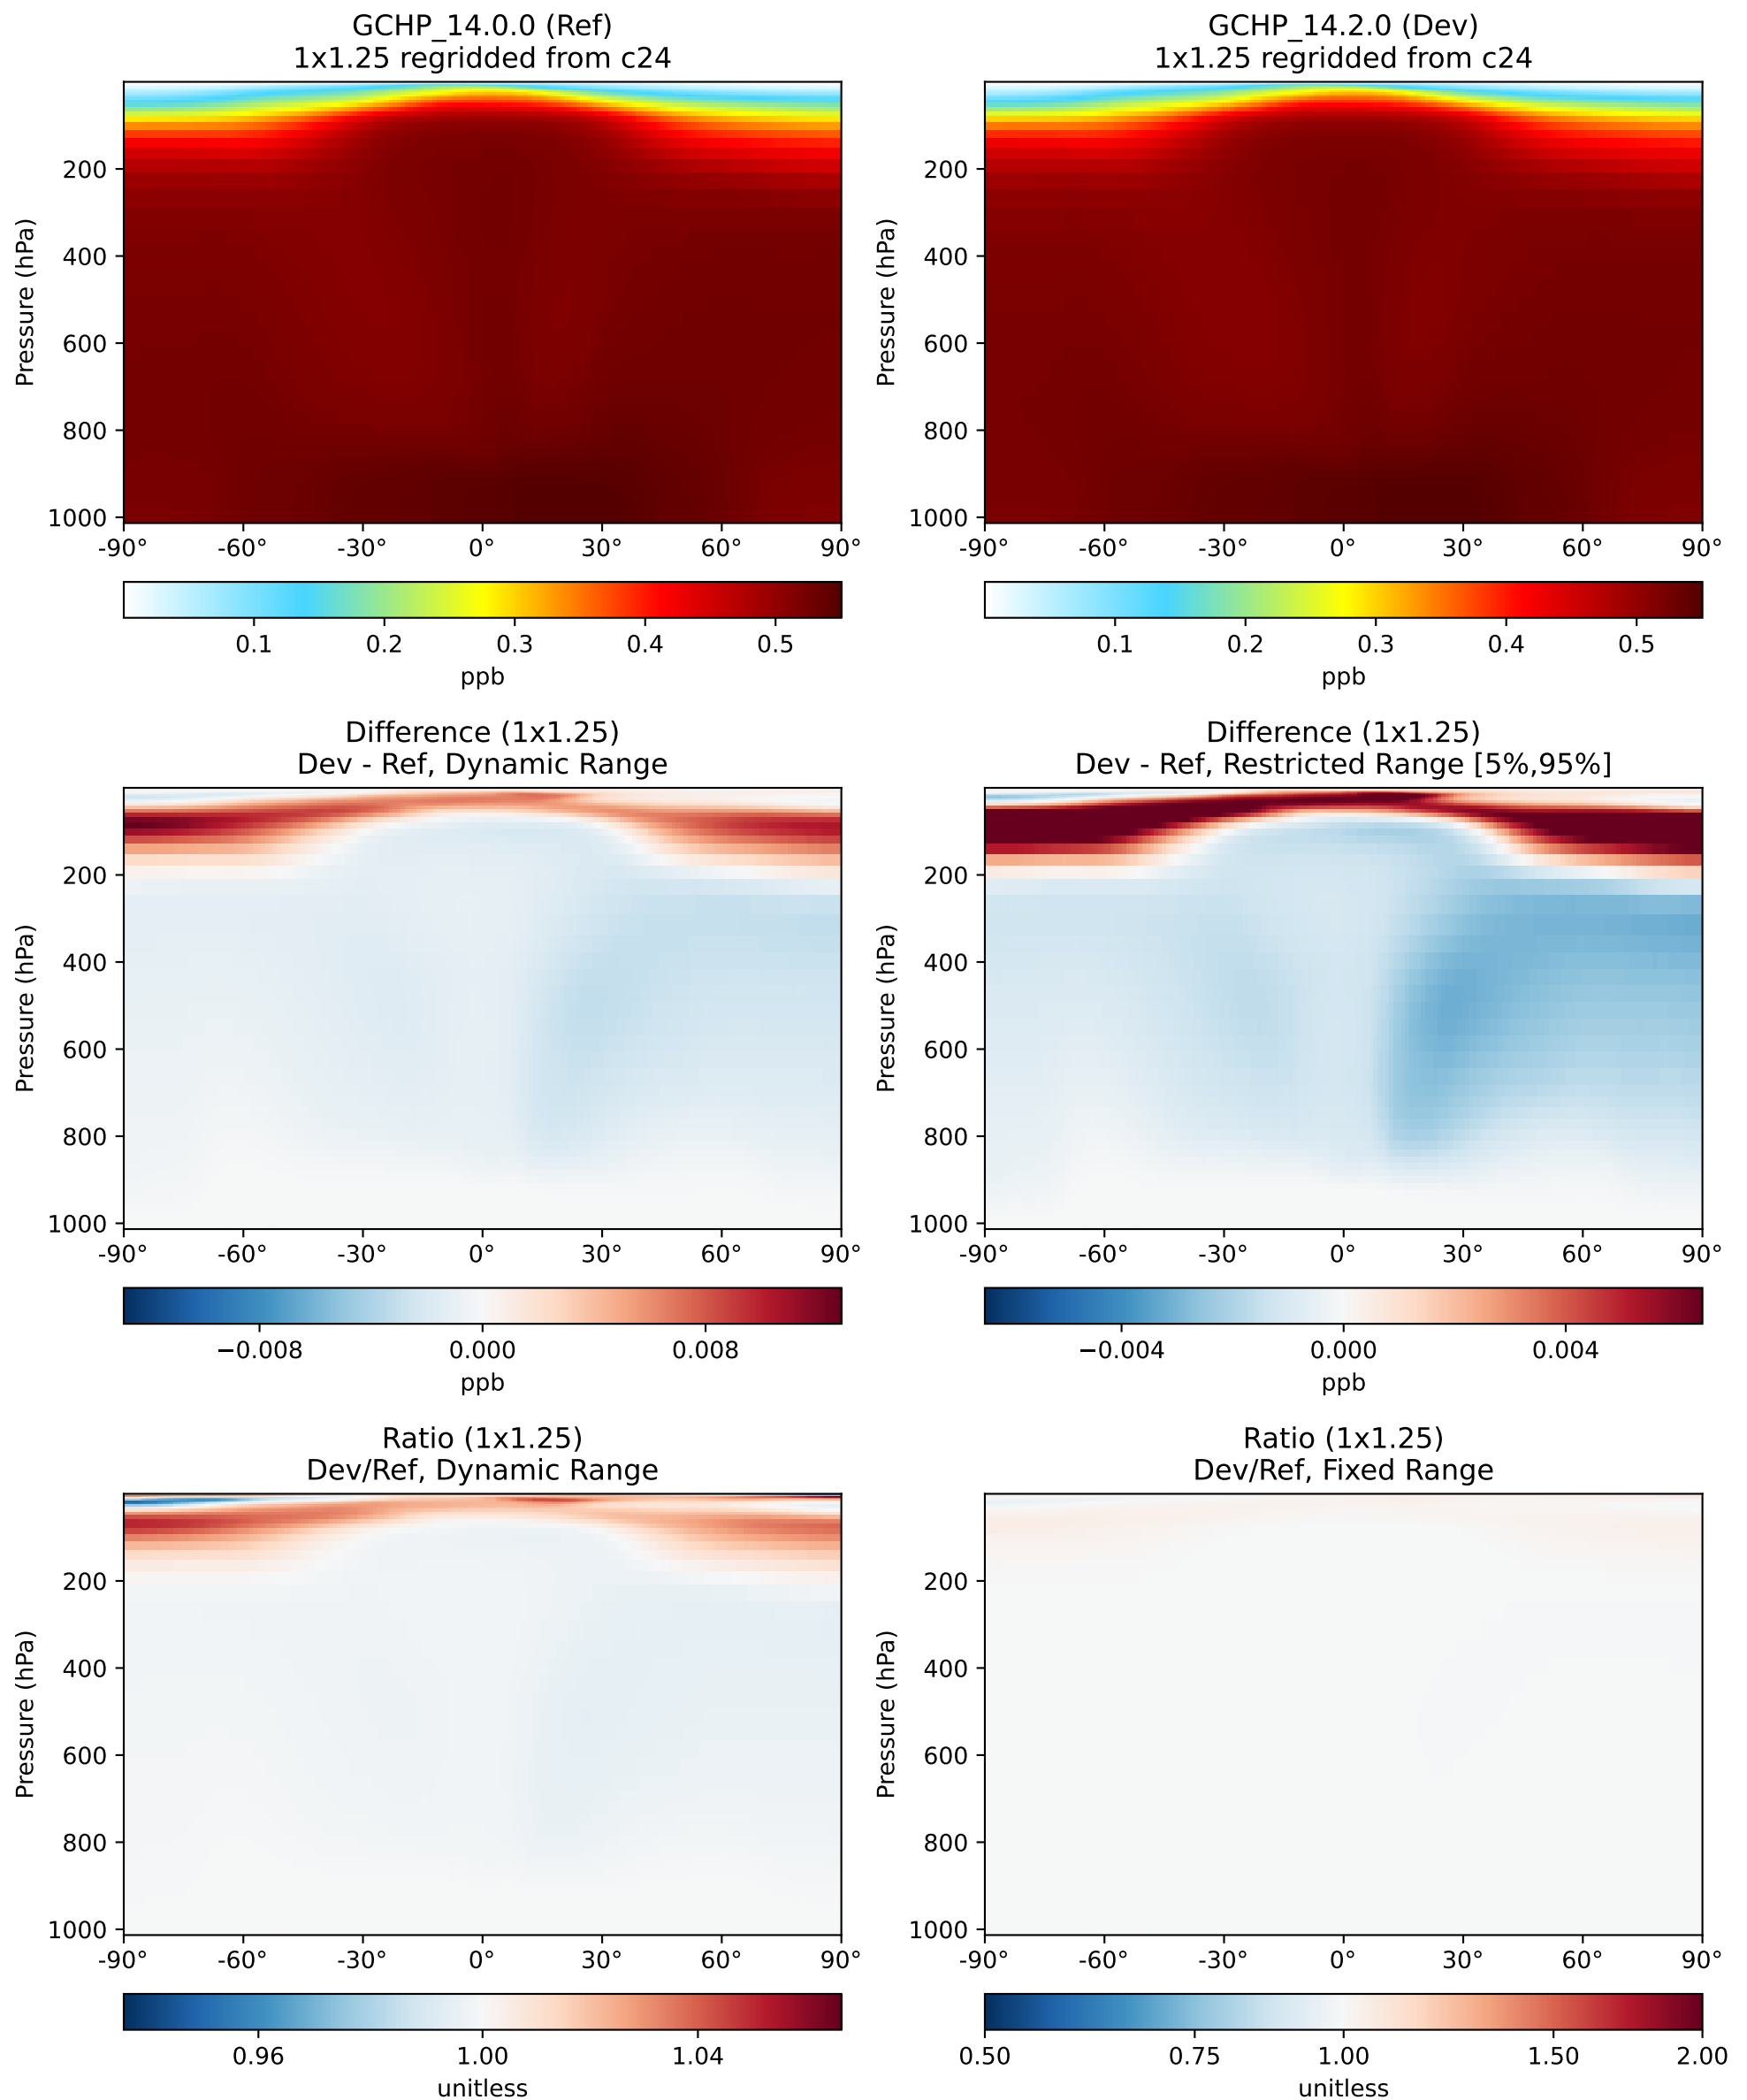 GCHP_14.0.0 (Ref)
1x1.25 regridded from c24
Pressure (hPa)
200
400
600
800
1000
-90° -60° -30° 0° 30° 60° 90°
0.1 0.2 0.3 0.4 0.5
ppb
GCHP_14.2.0 (Dev)
1x1.25 regridded from c24
Pressure (hPa)
200
400
600
800
1000
-90° -60° -30° 0° 30° 60° 90°
0.1 0.2 0.3 0.4 0.5
ppb
Difference (1x1.25)
Dev - Ref, Dynamic Range
Pressure (hPa)
200
400
600
800
1000
-90° -60° -30° 0° 30° 60° 90°
−0.008 0.000 0.008
ppb
Difference (1x1.25)
Dev - Ref, Restricted Range [5%,95%]
Pressure (hPa)
200
400
600
800
1000
-90° -60° -30° 0° 30° 60° 90°
−0.004 0.000 0.004
ppb
Ratio (1x1.25)
Dev/Ref, Dynamic Range
Pressure (hPa)
200
400
600
800
1000
-90° -60° -30° 0° 30° 60° 90°
0.96 1.00 1.04
unitless
Ratio (1x1.25)
Dev/Ref, Fixed Range
Pressure (hPa)
200
400
600
800
1000
-90° -60° -30° 0° 30° 60° 90°
0.50 0.75 1.00 1.50 2.00
unitless